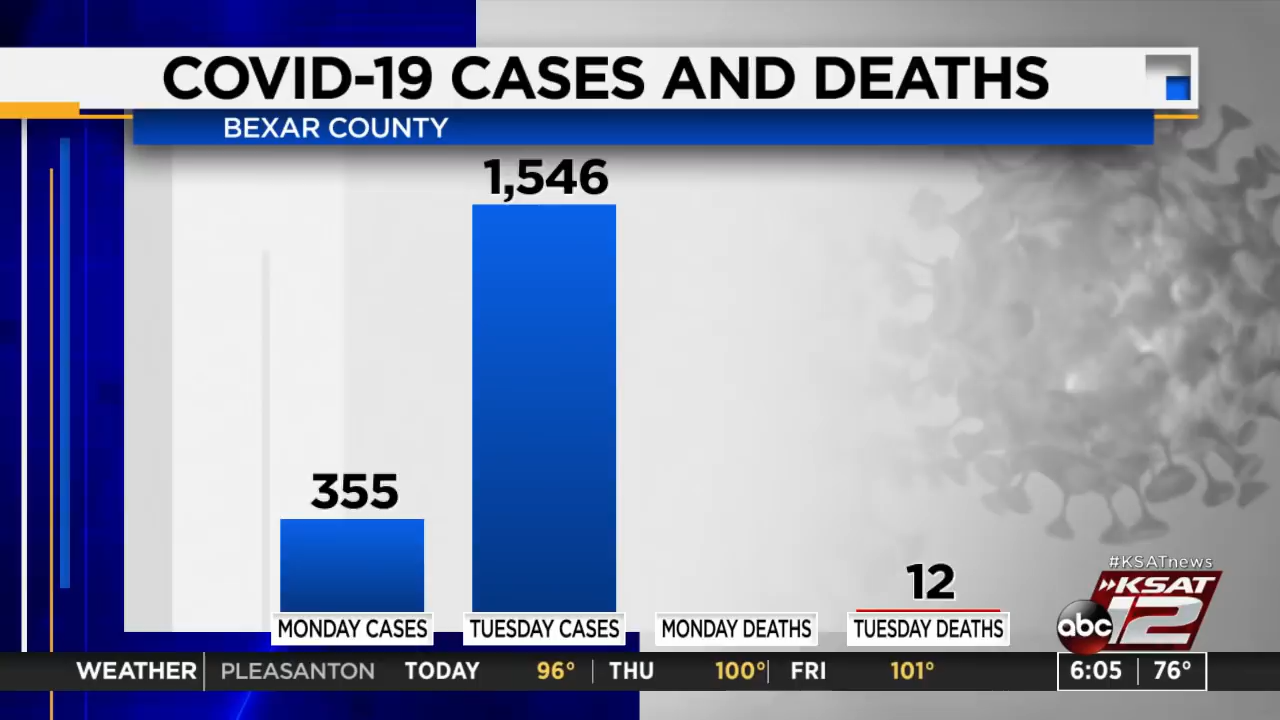 COVID-19 CASES AND DEATHS
BEXAR COUNTY
1,546
355
12
MONDAY CASES
TUESDAY CASES
MONDAY DEATHS
TUESDAY DEATHS
#KSATnews
KSAT
abc 12
WEATHER PLEASANTON TODAY 96° THU 100° FRI 101° 6:05 76°